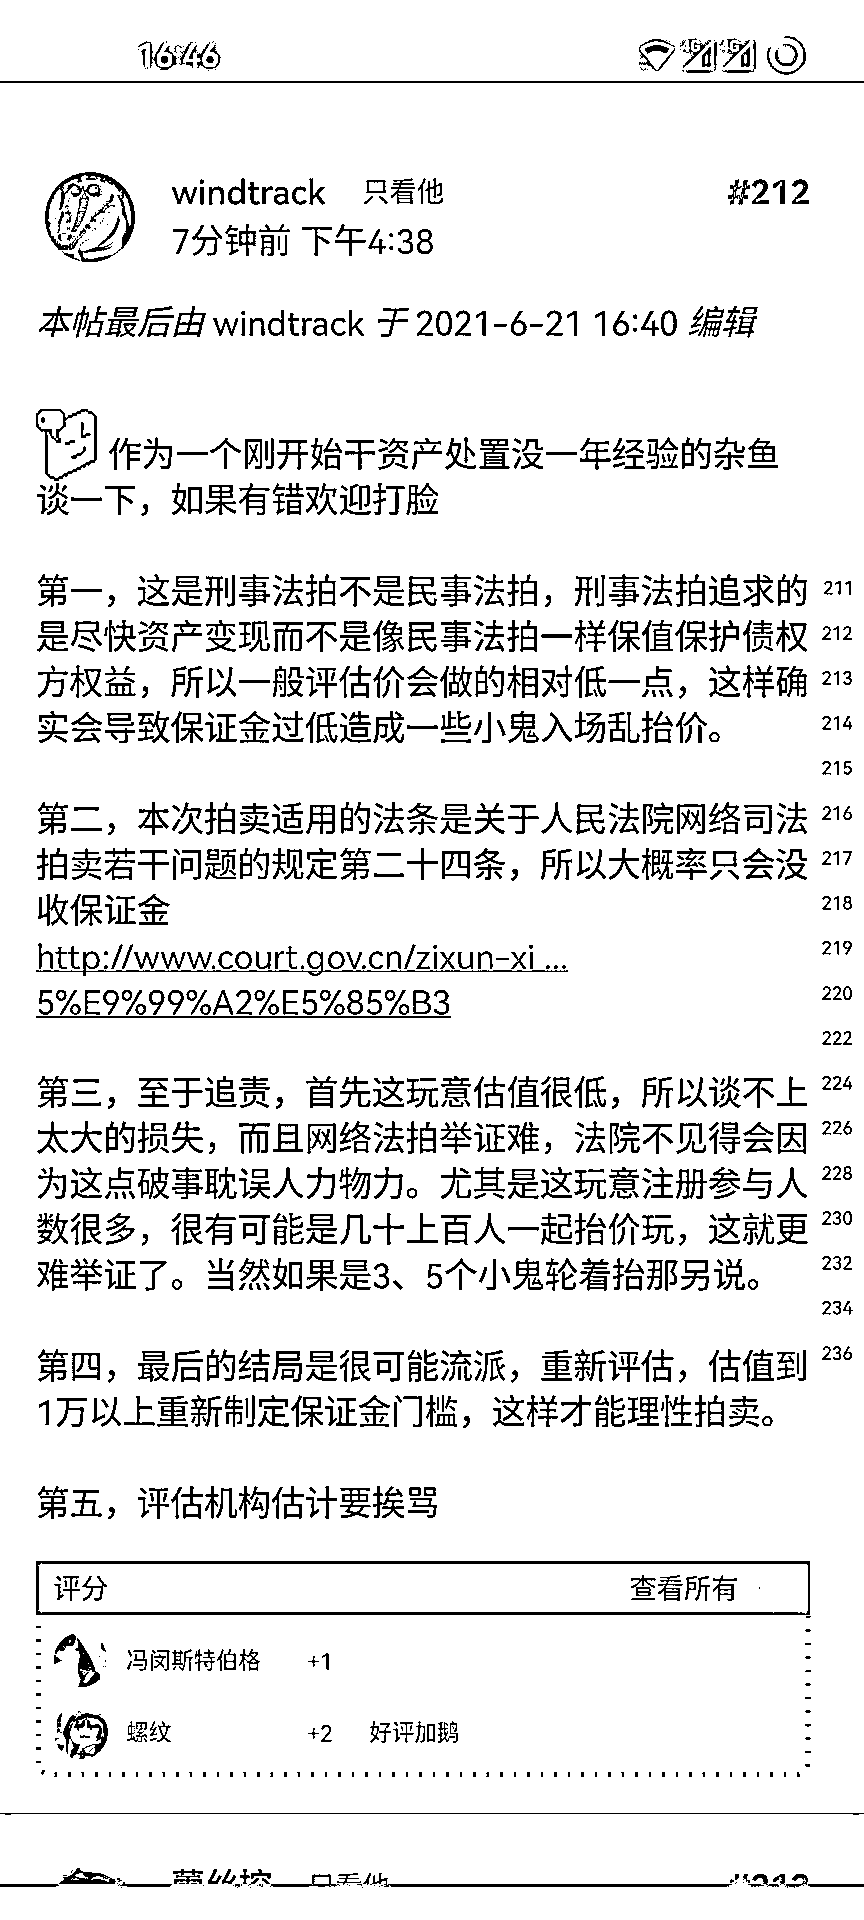 16:46
windtrack 只看他 #212
7分钟前 下午4:38
本帖最后由 windtrack 于 2021-6-21 16:40 编辑
作为一个刚开始干资产处置没一年经验的杂鱼
谈一下，如果有错欢迎打脸
第一，这是刑事法拍不是民事法拍，刑事法拍追求的
是尽快资产变现而不是像民事法拍一样保值保护债权
方权益，所以一般评估价会做的相对低一点，这样确
实会导致保证金过低造成一些小鬼入场乱抬价。
第二，本次拍卖适用的法条是关于人民法院网络司法
拍卖若干问题的规定第二十四条，所以大概率只会没
收保证金
http://www.court.gov.cn/zixun-xi ...
5%E9%99%A2%E5%85%B3
第三，至于追责，首先这玩意估值很低，所以谈不上
太大的损失，而且网络法拍举证难，法院不见得会因
为这点破事耽误人力物力。尤其是这玩意注册参与人
数很多，很有可能是几十上百人一起抬价玩，这就更
难举证了。当然如果是3、5个小鬼轮着抬那另说。
第四，最后的结局是很可能流派，重新评估，估值到
1万以上重新制定保证金门槛，这样才能理性拍卖。
第五，评估机构估计要挨骂
211
212
213
214
215
216
217
218
219
220
222
224
226
228
230
232
234
236
评分 查看所有
冯闵斯特伯格 +1
螺纹 +2 好评加鹅
只看他 #213